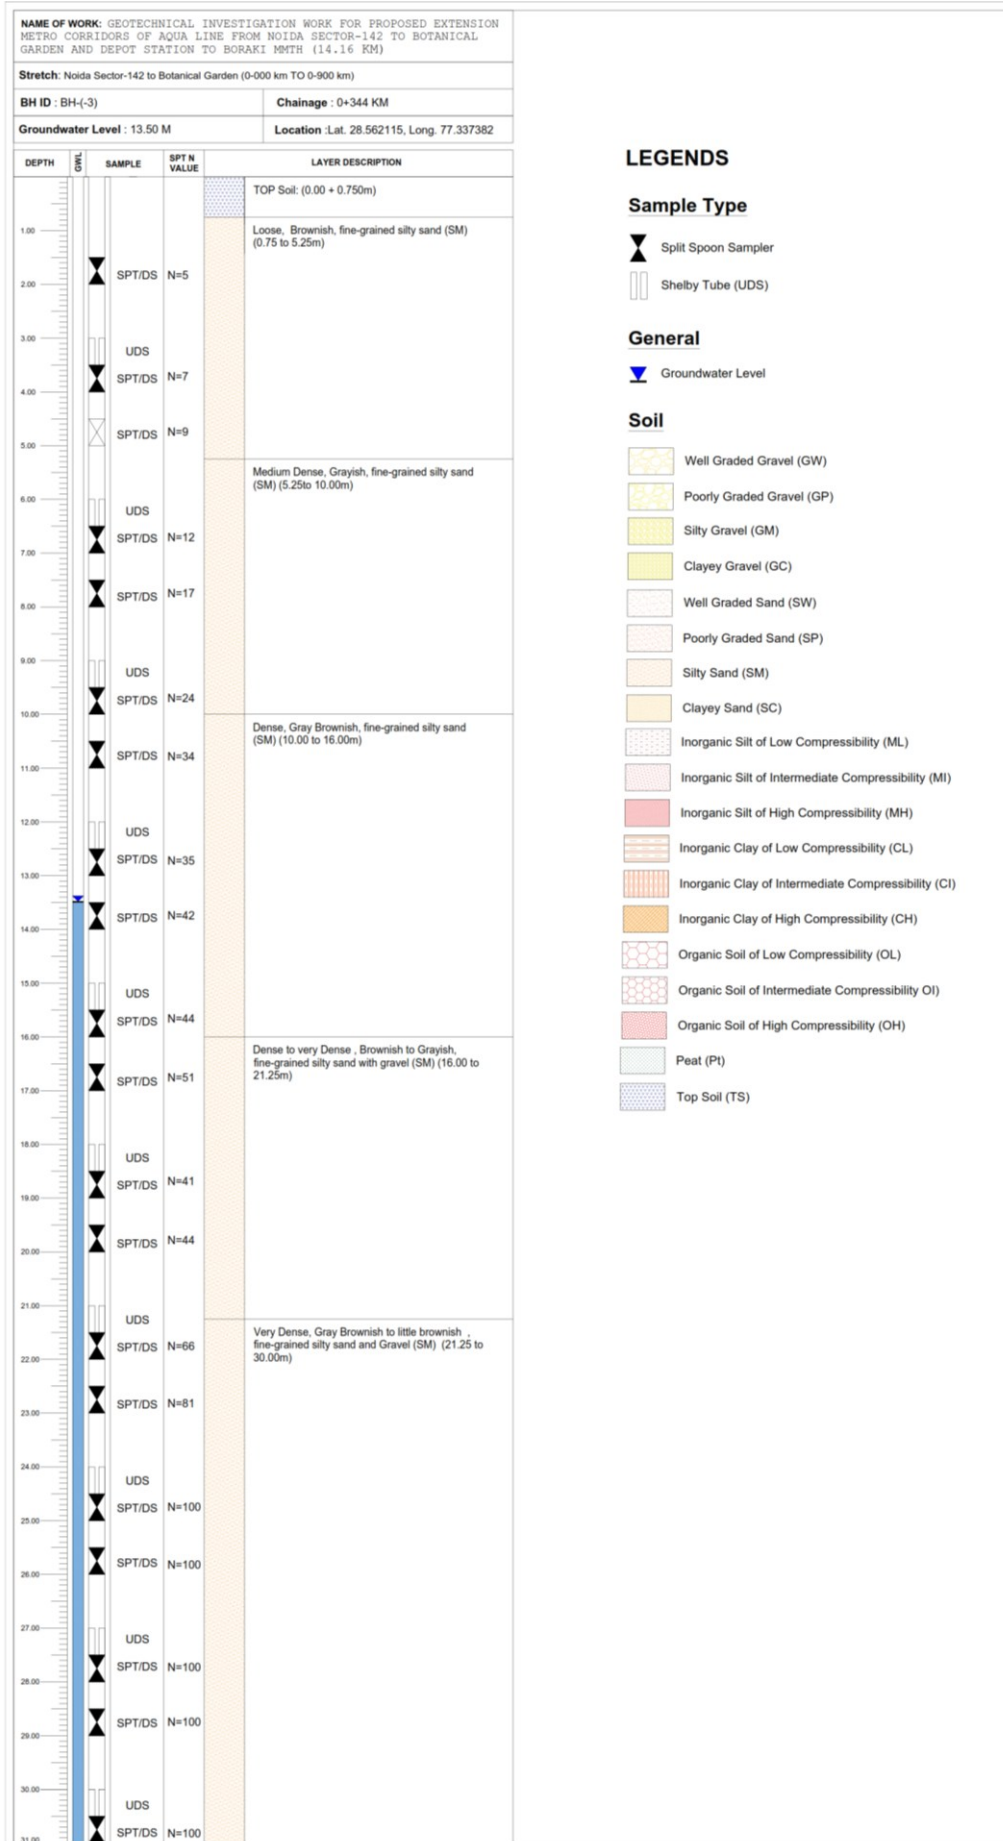 NAME OF WORK: GEOTECHNICAL INVESTIGATION WORK FOR PROPOSED EXTENSION
METRO CORRIDORS OF AQUA LINE FROM NOIDA SECTOR-142 TO BOTANICAL
GARDEN AND DEPOT STATION TO BORAKI MMTH (14.16 KM)
Stretch: Noida Sector-142 to Botanical Garden (0-000 km TO 0-900 km)
BH ID : BH-(-3)
Chainage : 0+344 KM
Groundwater Level : 13.50 M
Location :Lat. 28.562115, Long. 77.337382
DEPTH GWL SAMPLE SPT N VALUE LAYER DESCRIPTION
TOP Soil: (0.00 + 0.750m)
Loose, Brownish, fine-grained silty sand (SM)
(0.75 to 5.25m)
1.00
SPT/DS N=5
2.00
3.00
UDS
SPT/DS N=7
4.00
SPT/DS N=9
5.00
Medium Dense, Grayish, fine-grained silty sand
(SM) (5.25to 10.00m)
6.00
UDS
SPT/DS N=12
7.00
SPT/DS N=17
8.00
9.00
UDS
SPT/DS N=24
10.00
Dense, Gray Brownish, fine-grained silty sand
(SM) (10.00 to 16.00m)
SPT/DS N=34
11.00
12.00
UDS
SPT/DS N=35
13.00
SPT/DS N=42
14.00
15.00
UDS
SPT/DS N=44
16.00
Dense to very Dense , Brownish to Grayish,
fine-grained silty sand with gravel (SM) (16.00 to
21.25m)
SPT/DS N=51
17.00
18.00
UDS
SPT/DS N=41
19.00
SPT/DS N=44
20.00
21.00
UDS
Very Dense, Gray Brownish to little brownish ,
fine-grained silty sand and Gravel (SM) (21.25 to
30.00m)
SPT/DS N=66
22.00
SPT/DS N=81
23.00
24.00
UDS
SPT/DS N=100
25.00
SPT/DS N=100
26.00
27.00
UDS
SPT/DS N=100
28.00
SPT/DS N=100
29.00
30.00
UDS
SPT/DS N=100
31.00
LEGENDS
Sample Type
Split Spoon Sampler
Shelby Tube (UDS)
General
Groundwater Level
Soil
Well Graded Gravel (GW)
Poorly Graded Gravel (GP)
Silty Gravel (GM)
Clayey Gravel (GC)
Well Graded Sand (SW)
Poorly Graded Sand (SP)
Silty Sand (SM)
Clayey Sand (SC)
Inorganic Silt of Low Compressibility (ML)
Inorganic Silt of Intermediate Compressibility (MI)
Inorganic Silt of High Compressibility (MH)
Inorganic Clay of Low Compressibility (CL)
Inorganic Clay of Intermediate Compressibility (CI)
Inorganic Clay of High Compressibility (CH)
Organic Soil of Low Compressibility (OL)
Organic Soil of Intermediate Compressibility OI)
Organic Soil of High Compressibility (OH)
Peat (Pt)
Top Soil (TS)